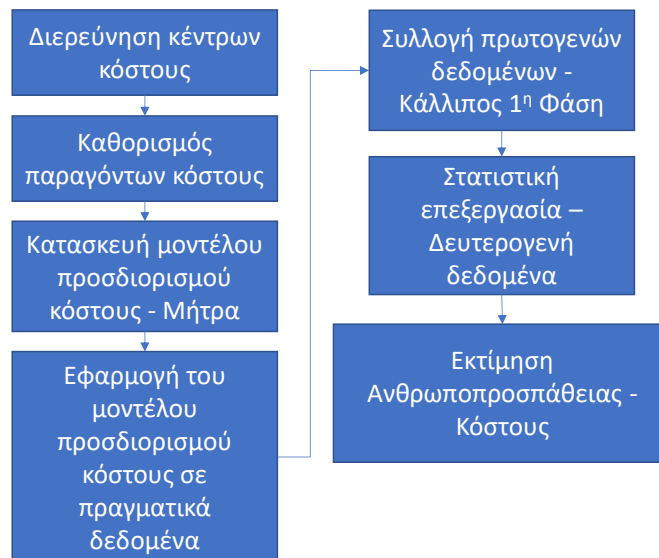 Διερεύνηση κέντρων
κόστους
Καθορισμός
παραγόντων κόστους
Κατασκευή μοντέλου
προσδιορισμού
κόστους - Μήτρα
Εφαρμογή του
μοντέλου
προσδιορισμού
κόστους σε
πραγματικά
δεδομένα
Συλλογή πρωτογενών
δεδομένων -
Κάλλιπος 1η Φάση
Στατιστική
επεξεργασία –
Δευτερογενή
δεδομένα
Εκτίμηση
Ανθρωποπροσπάθειας -
Κόστους